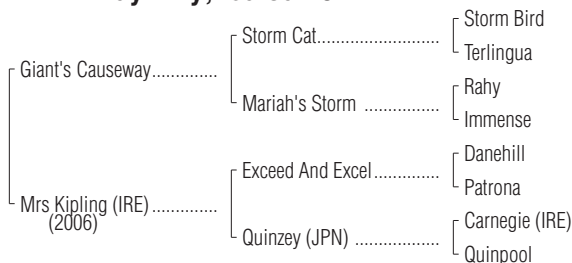 Storm Bird
Storm Cat........................
Terlingua
Giant's Causeway.............
Rahy
Mariah's Storm ...............
Immense
Danehill
Exceed And Excel.............
Patrona
Mrs Kipling (IRE).............
(2006)
Carnegie (IRE)
Quinzey (JPN) .................
Quinpool